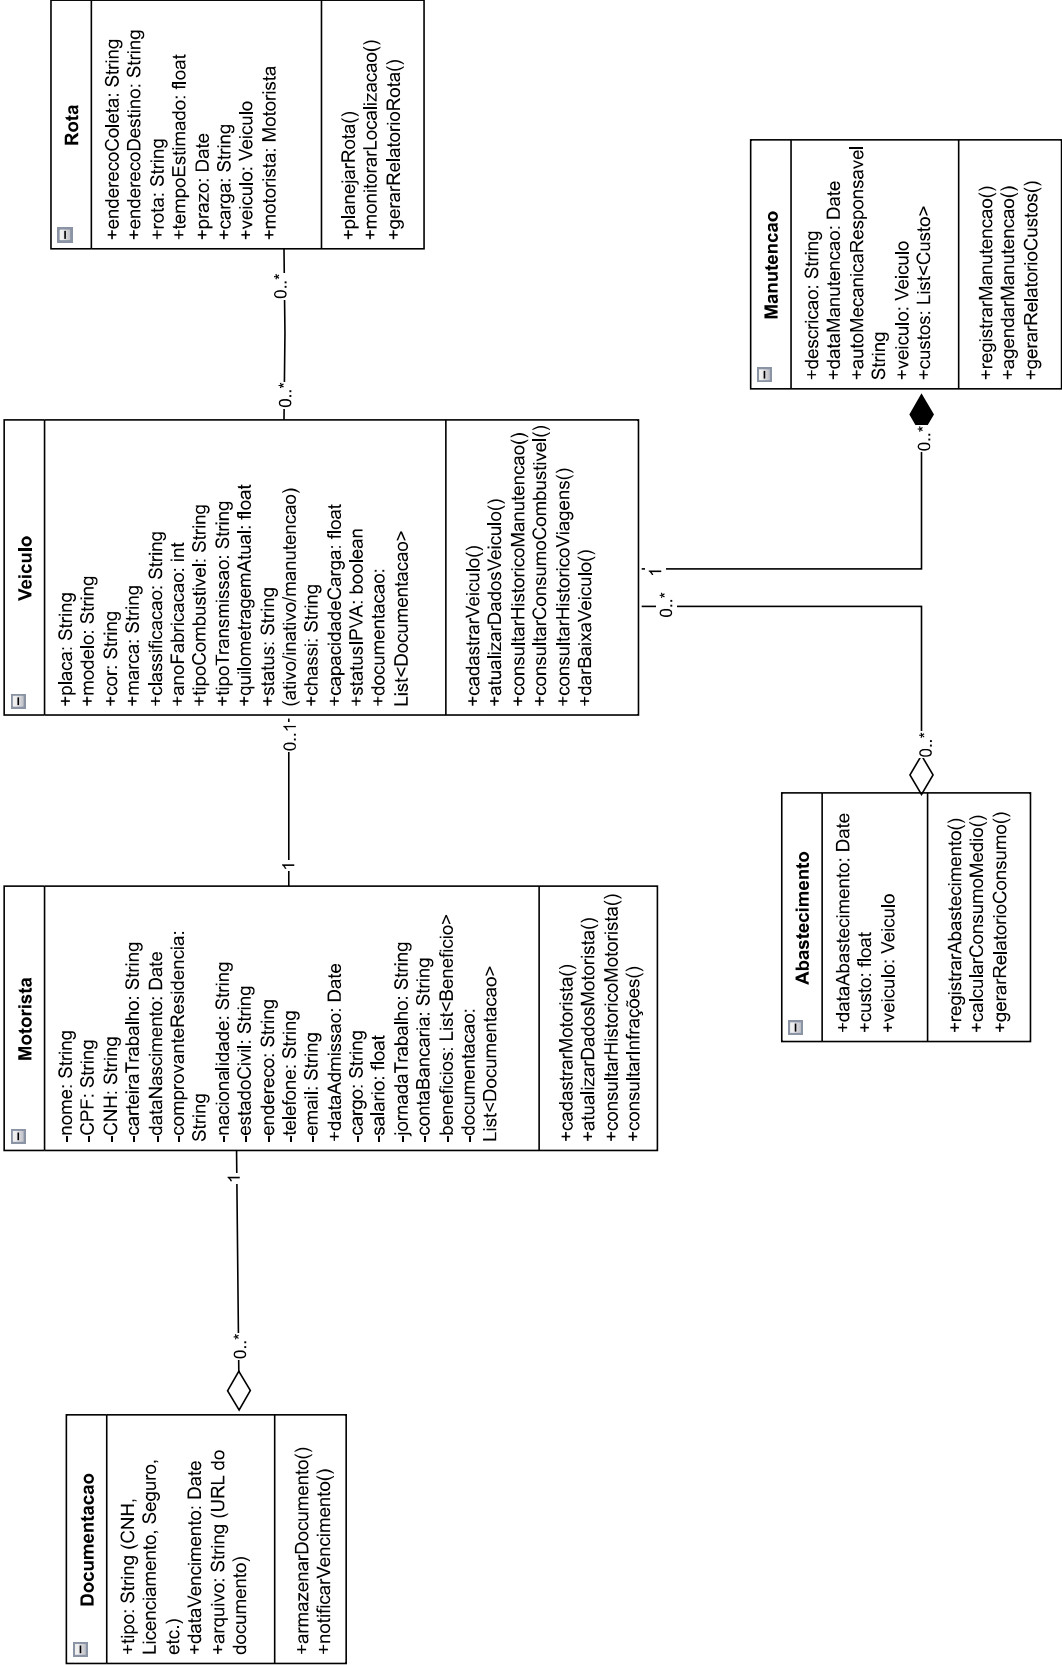 Documentacao
+tipo: String (CNH,
Licenciamento, Seguro,
etc.)
+dataVencimento: Date
+arquivo: String (URL do
documento)
+armazenarDocumento()
+notificarVencimento()
0..*
1
Motorista
-nome: String
-CPF: String
-CNH: String
-carteiraTrabalho: String
-dataNascimento: Date
-comprovanteResidencia:
String
-nacionalidade: String
-estadoCivil: String
-endereco: String
-telefone: String
-email: String
+dataAdmissao: Date
-cargo: String
-salario: float
-jornadaTrabalho: String
-contaBancaria: String
-beneficios: List<Beneficio>
-documentacao:
List<Documentacao>
+cadastrarMotorista()
+atualizarDadosMotorista()
+consultarHistoricoMotorista()
+consultarInfrações()
1
0..1
Veiculo
+placa: String
+modelo: String
+cor: String
+marca: String
+classificacao: String
+anoFabricacao: int
+tipoCombustivel: String
+tipoTransmissao: String
+quilometragemAtual: float
+status: String
(ativo/inativo/manutencao)
+chassi: String
+capacidadeCarga: float
+statusIPVA: boolean
+documentacao:
List<Documentacao>
+cadastrarVeiculo()
+atualizarDadosVeiculo()
+consultarHistoricoManutencao()
+consultarConsumoCombustivel()
+consultarHistoricoViagens()
+darBaixaVeiculo()
0..*
0..*
Rota
+enderecoColeta: String
+enderecoDestino: String
+rota: String
+tempoEstimado: float
+prazo: Date
+carga: String
+veiculo: Veiculo
+motorista: Motorista
+planejarRota()
+monitorarLocalizacao()
+gerarRelatorioRota()
0..*
1
0..*
0..*
Abastecimento
+dataAbastecimento: Date
+custo: float
+veiculo: Veiculo
+registrarAbastecimento()
+calcularConsumoMedio()
+gerarRelatorioConsumo()
Manutencao
+descricao: String
+dataManutencao: Date
+autoMecanicaResponsavel
String
+veiculo: Veiculo
+custos: List<Custo>
+registrarManutencao()
+agendarManutencao()
+gerarRelatorioCustos()